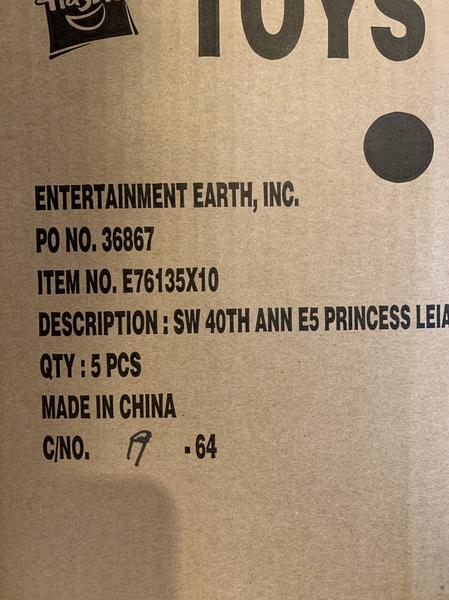 Hasbro
TOYS
ENTERTAINMENT EARTH, INC.
PO NO. 36867
ITEM NO. E76135X10
DESCRIPTION : SW 40TH ANN E5 PRINCESS LEIA
QTY : 5 PCS
MADE IN CHINA
C/NO. 19 - 64